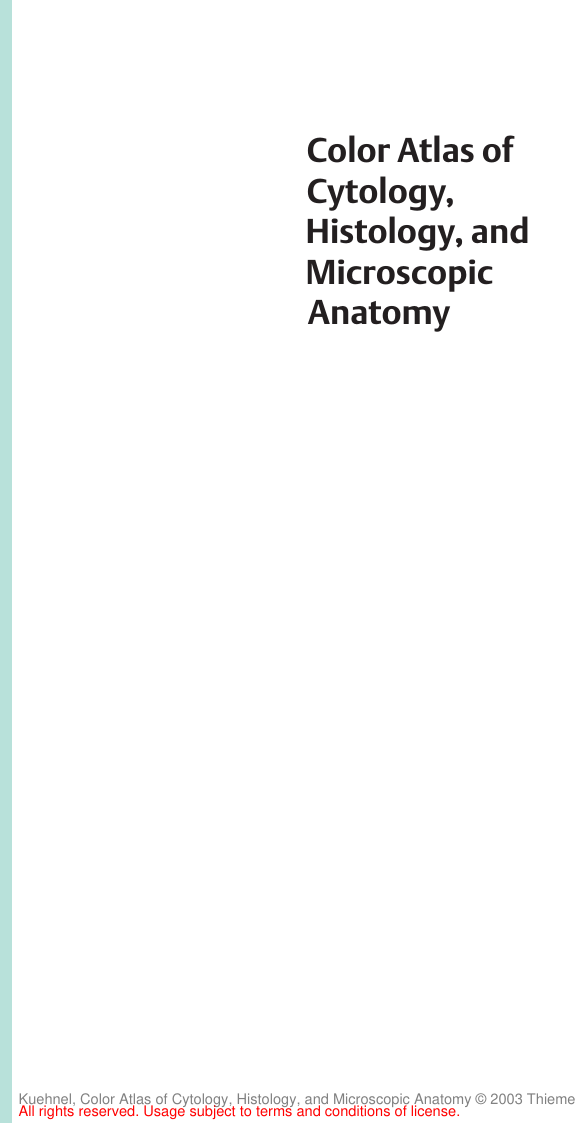 Color Atlas of
Cytology,
Histology, and
Microscopic
Anatomy
Kuehnel, Color Atlas of Cytology, Histology, and Microscopic Anatomy © 2003 Thieme
All rights reserved. Usage subject to terms and conditions of license.